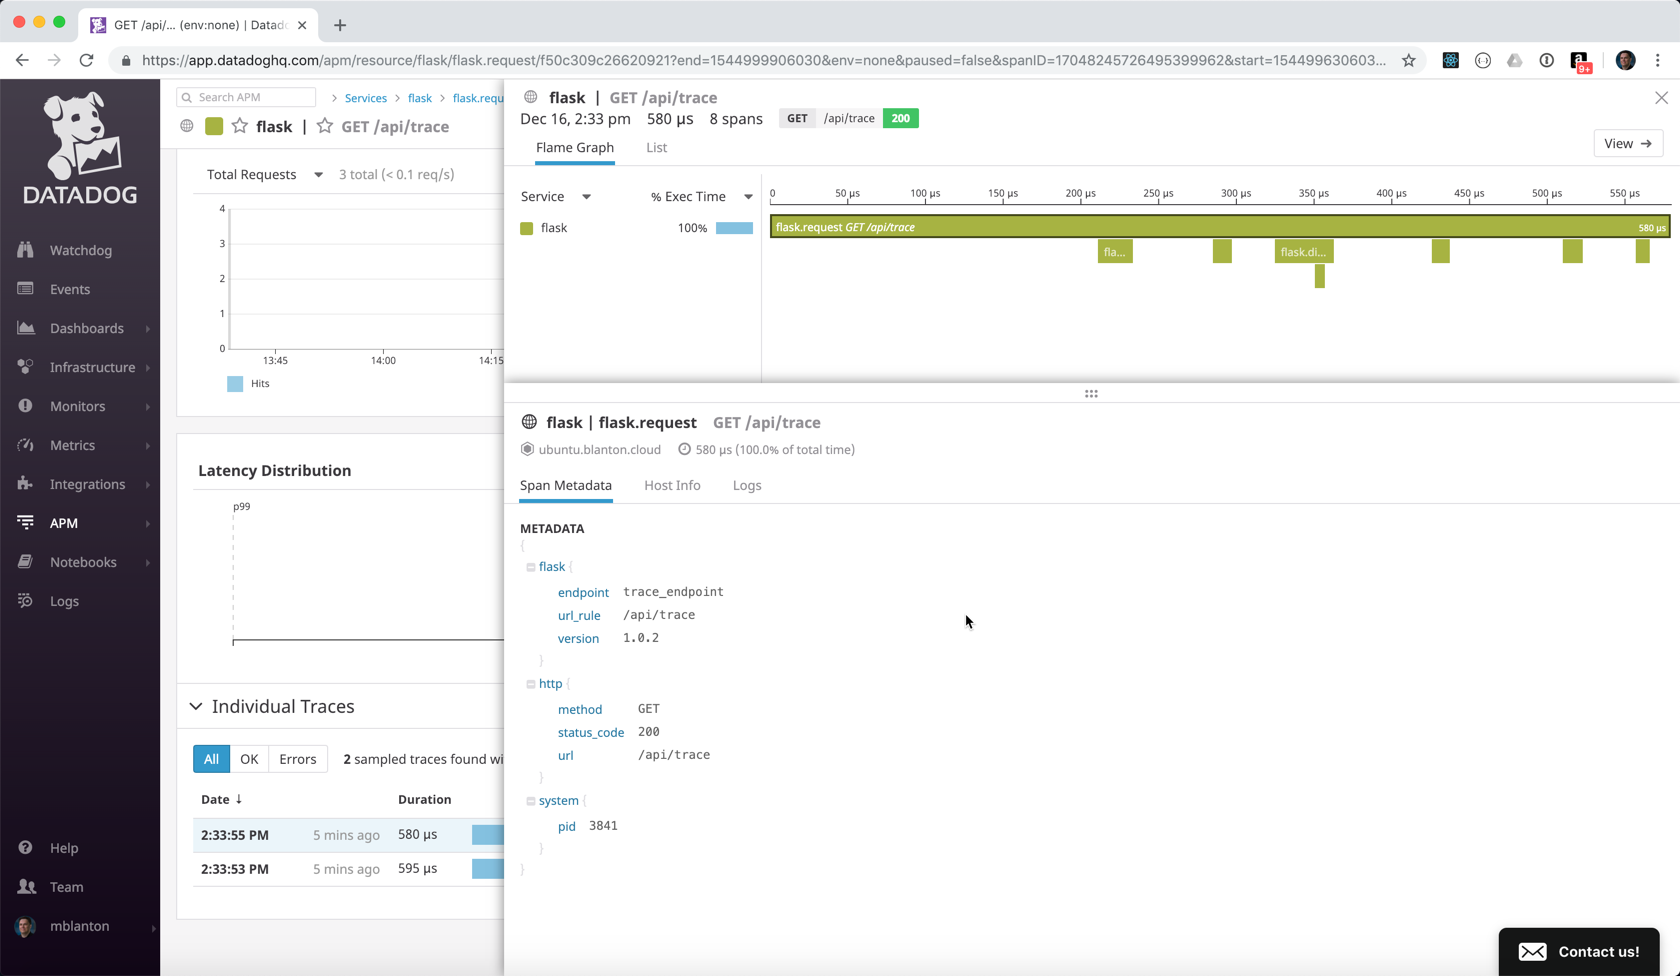 GET /api/... (env:none) | Datado
https://app.datadoghq.com/apm/resource/flask/flask.request/f50c309c26620921?end=1544999906030&env=none&paused=false&spanID=17048245726495399962&start=154499630603...
9+
DATADOG
Watchdog
Events
Dashboards
Infrastructure
Monitors
Metrics
Integrations
APM
Notebooks
Logs
Help
Team
mblanton
Search APM
Services > flask > flask.requ
flask | GET /api/trace
Total Requests 3 total (< 0.1 req/s)
4
3
2
1
0
13:45 14:00 14:15
Hits
Latency Distribution
p99
Individual Traces
All OK Errors 2 sampled traces found wi
Date ↓ Duration
2:33:55 PM 5 mins ago 580 µs
2:33:53 PM 5 mins ago 595 µs
flask | GET /api/trace
Dec 16, 2:33 pm 580 µs 8 spans GET /api/trace 200
Flame Graph List
View →
Service % Exec Time
0 50 µs 100 µs 150 µs 200 µs 250 µs 300 µs 350 µs 400 µs 450 µs 500 µs 550 µs
flask 100%
flask.request GET /api/trace 580 µs
fla... flask.di...
flask | flask.request GET /api/trace
ubuntu.blanton.cloud 580 µs (100.0% of total time)
Span Metadata Host Info Logs
METADATA
{
flask {
endpoint trace_endpoint
url_rule /api/trace
version 1.0.2
}
http {
method GET
status_code 200
url /api/trace
}
system {
pid 3841
}
}
Contact us!